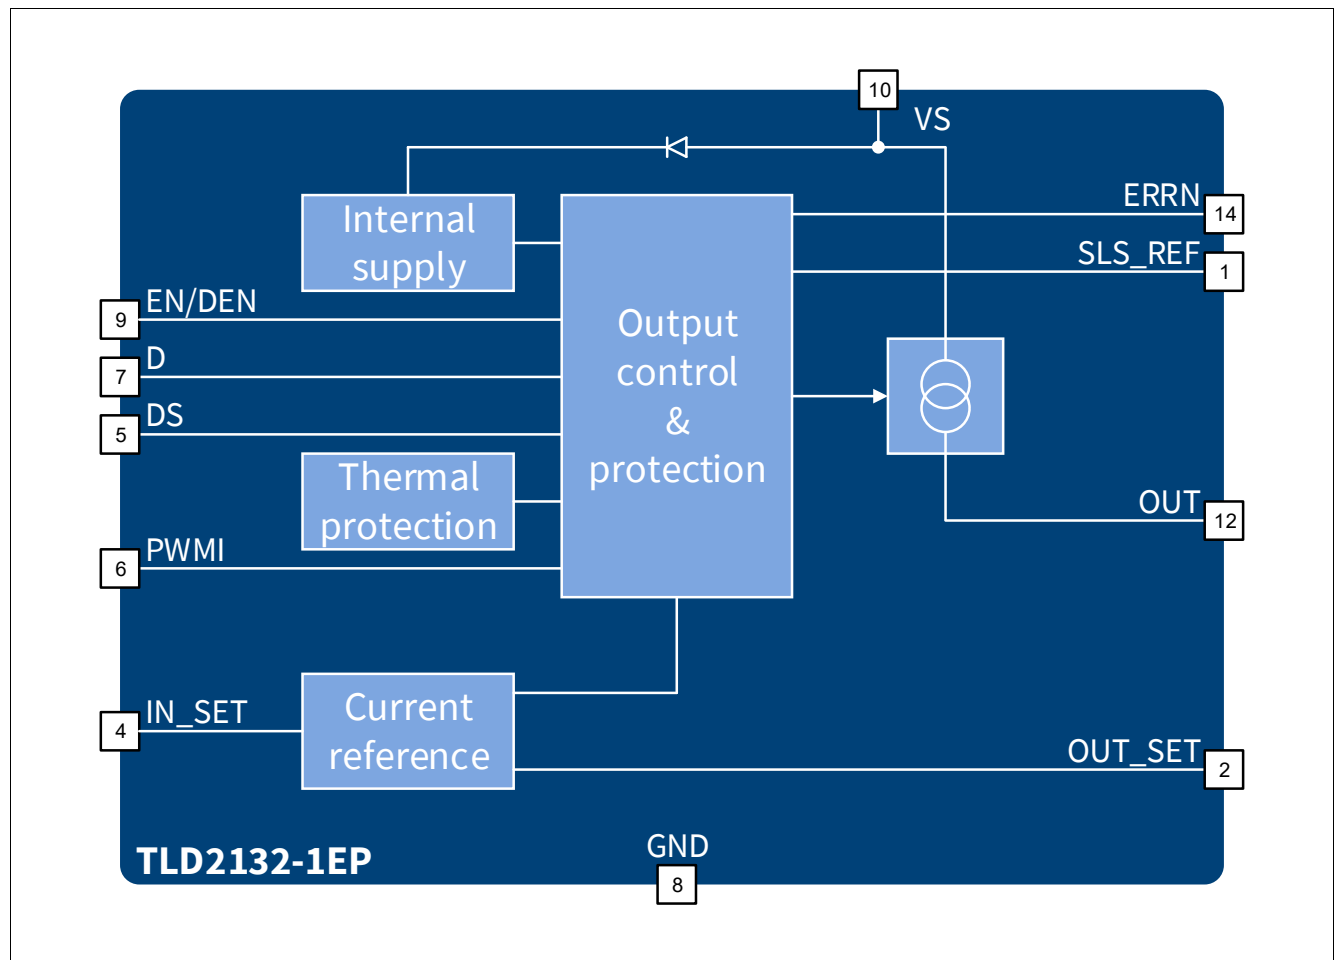 10
VS
ERRN
14
Internal
supply
SLS_REF
1
EN/DEN
9
Output
control
&
protection
D
7
DS
5
Thermal
protection
OUT
12
PWMI
6
IN_SET
4
Current
reference
OUT_SET
2
GND
8
TLD2132-1EP